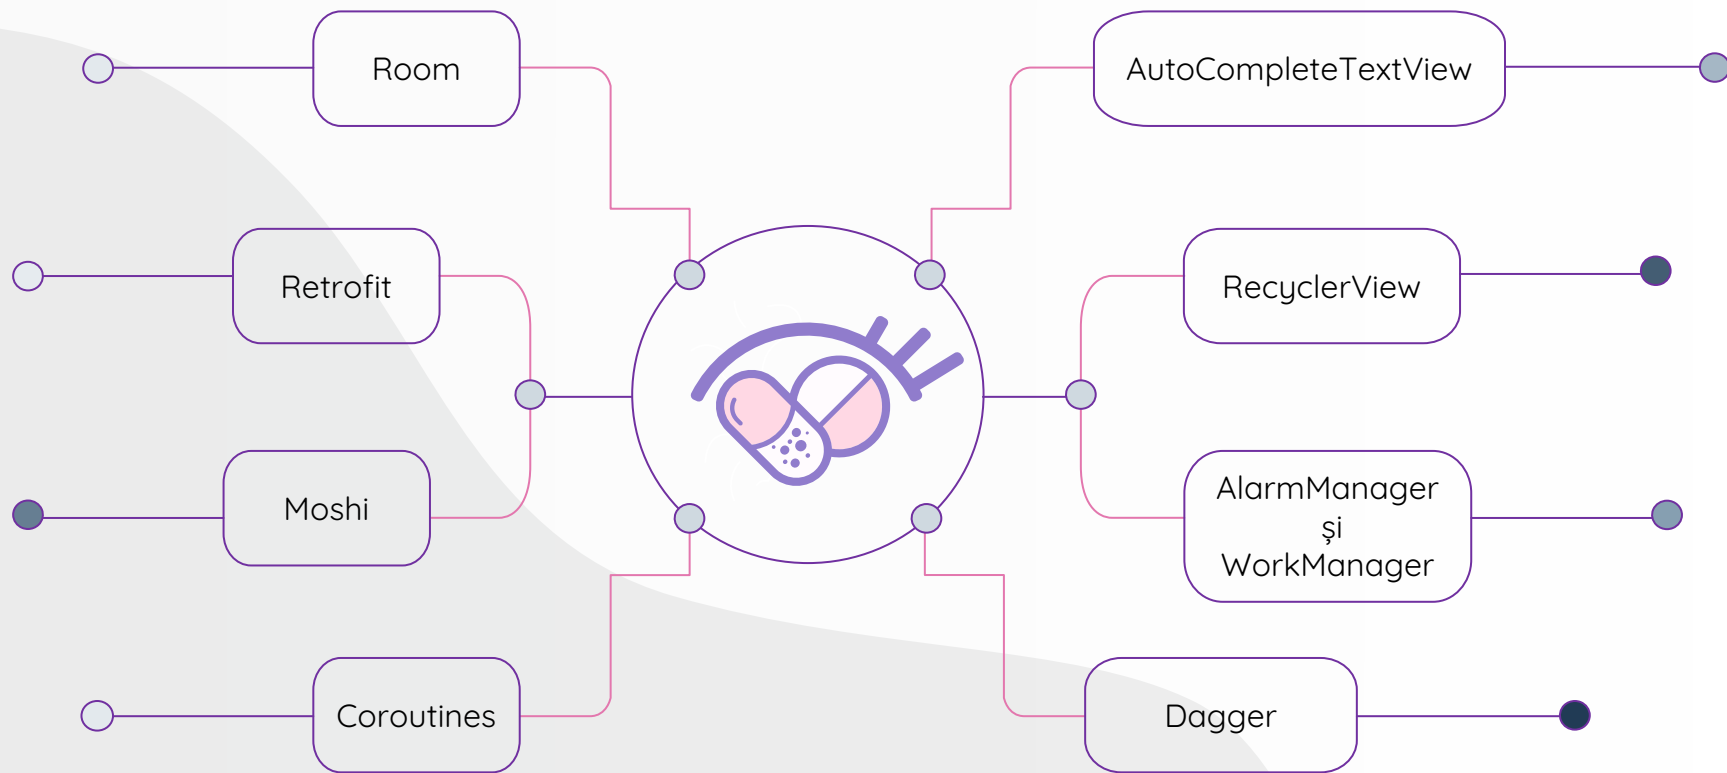 Room
Retrofit
Moshi
Coroutines
AutoCompleteTextView
RecyclerView
AlarmManager
și
WorkManager
Dagger